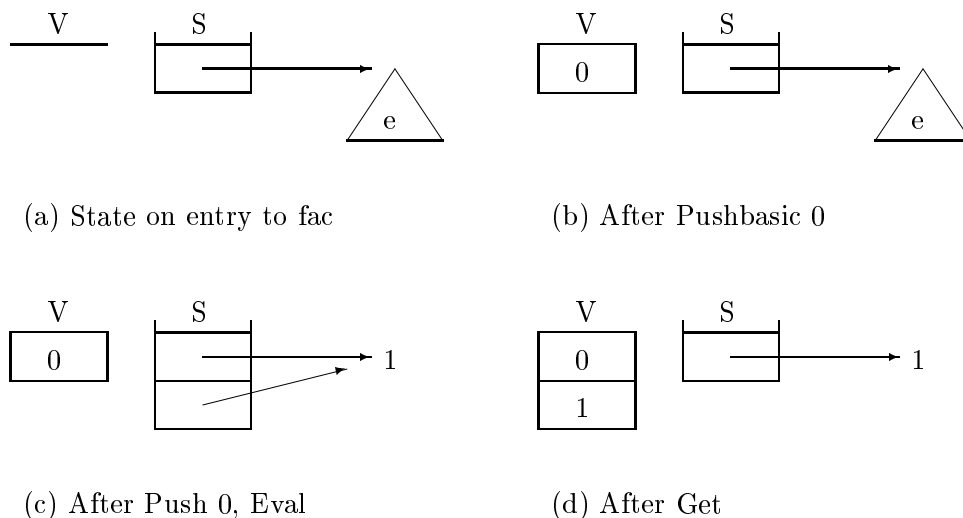 V S V S
0
e e
(a) State on entry to fac (b) After Pushbasic 0
V S V S
0 1 0 1
1
(c) After Push 0, Eval (d) After Get